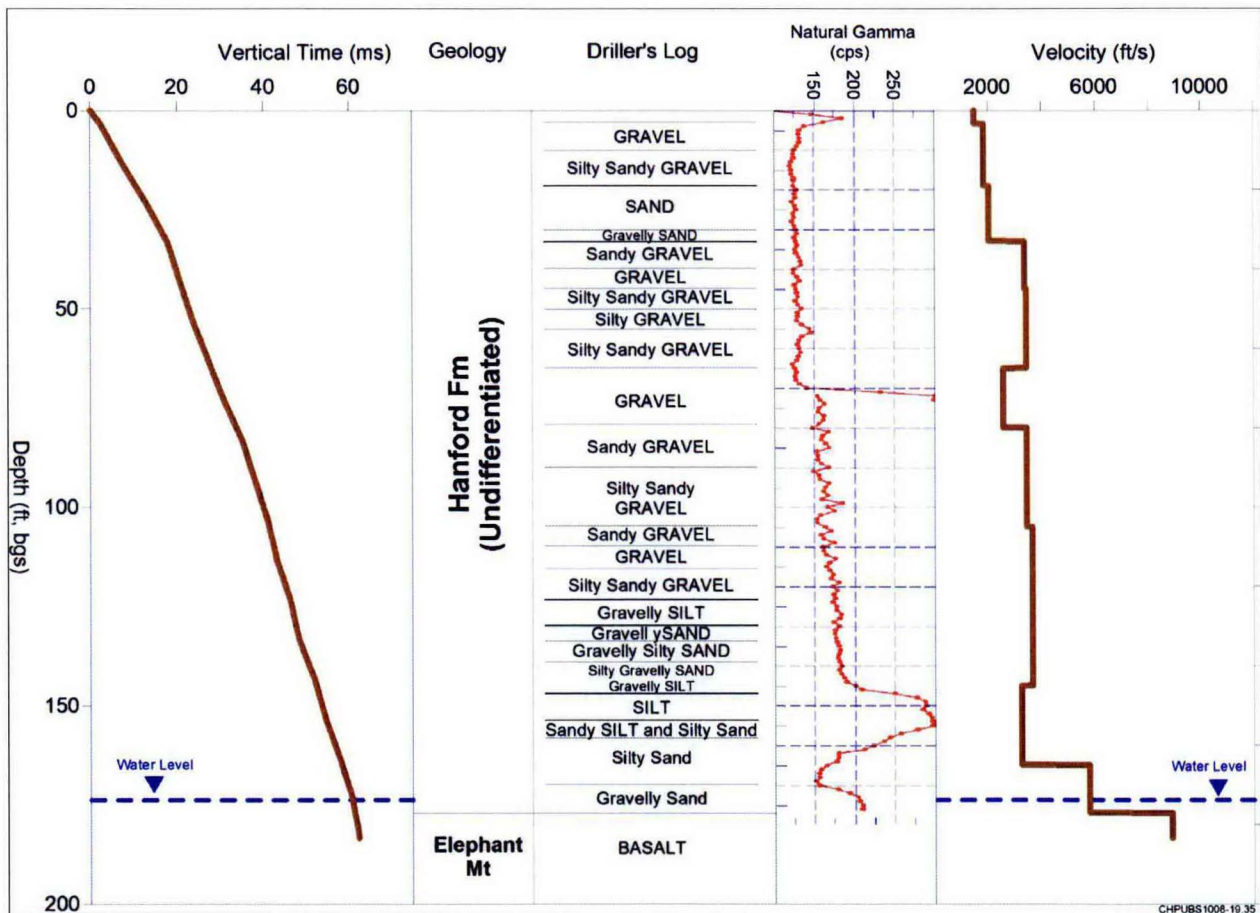 Vertical Time (ms)
0 20 40 60
Geology
Driller's Log
Natural Gamma
(cps)
150 200 250
Velocity (ft/s)
2000 6000 10000
Depth (ft, bgs)
0
50
100
150
200
Hanford Fm
(Undifferentiated)
GRAVEL
Silty Sandy GRAVEL
SAND
Gravelly SAND
Sandy GRAVEL
GRAVEL
Silty Sandy GRAVEL
Silty GRAVEL
Silty Sandy GRAVEL
GRAVEL
Sandy GRAVEL
Silty Sandy
GRAVEL
Sandy GRAVEL
GRAVEL
Silty Sandy GRAVEL
Gravelly SILT
Gravell ySAND
Gravelly Silty SAND
Silty Gravelly SAND
Gravelly SILT
SILT
Sandy SILT and Silty Sand
Silty Sand
Gravelly Sand
Water Level
Water Level
Elephant
Mt
BASALT
CHPUBS1006-19.35